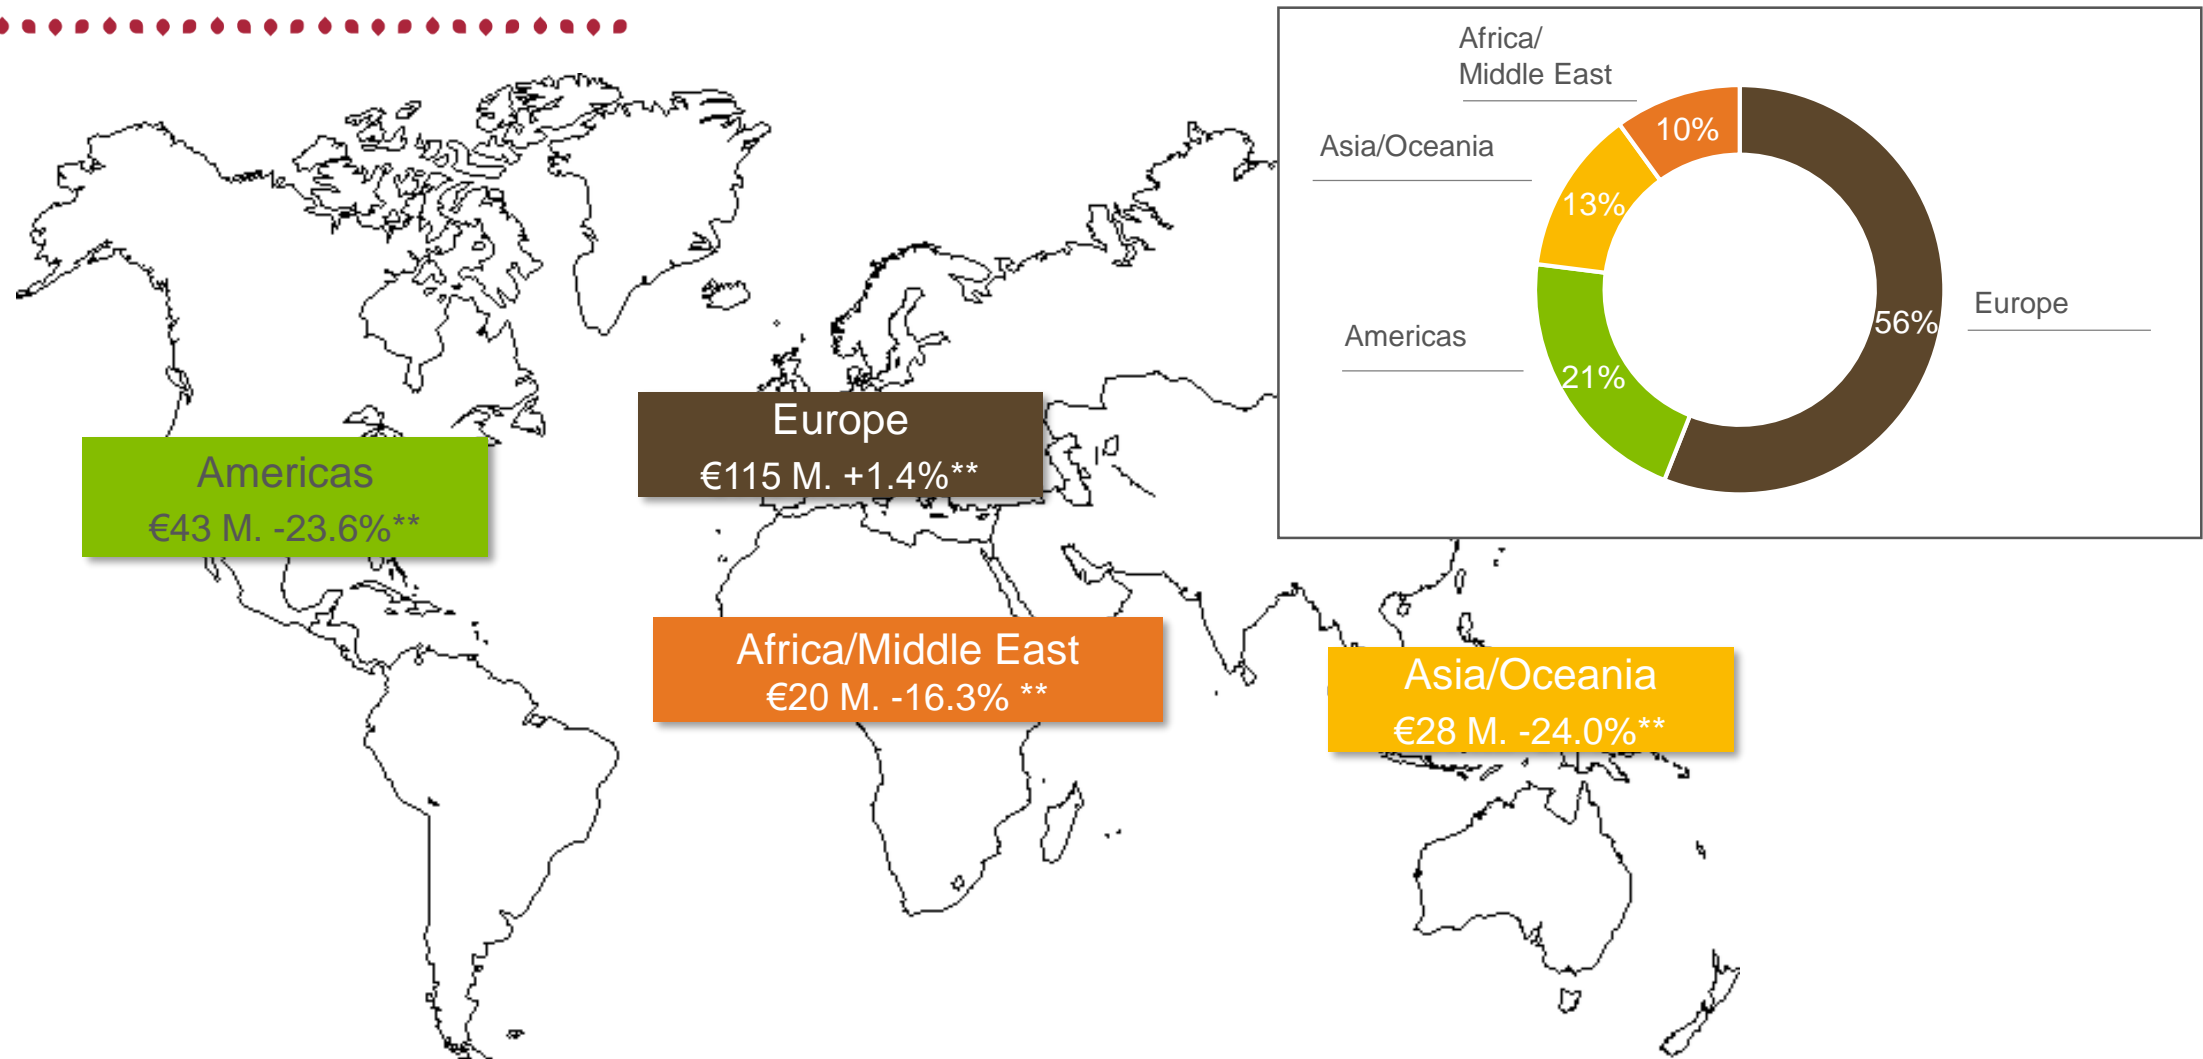 Africa/
Middle East
10%
Asia/Oceania
13%
Europe
56%
Americas
21%
Europe
€115 M. +1.4%**
Americas
€43 M. -23.6%**
Africa/Middle East
€20 M. -16.3% **
Asia/Oceania
€28 M. -24.0%**